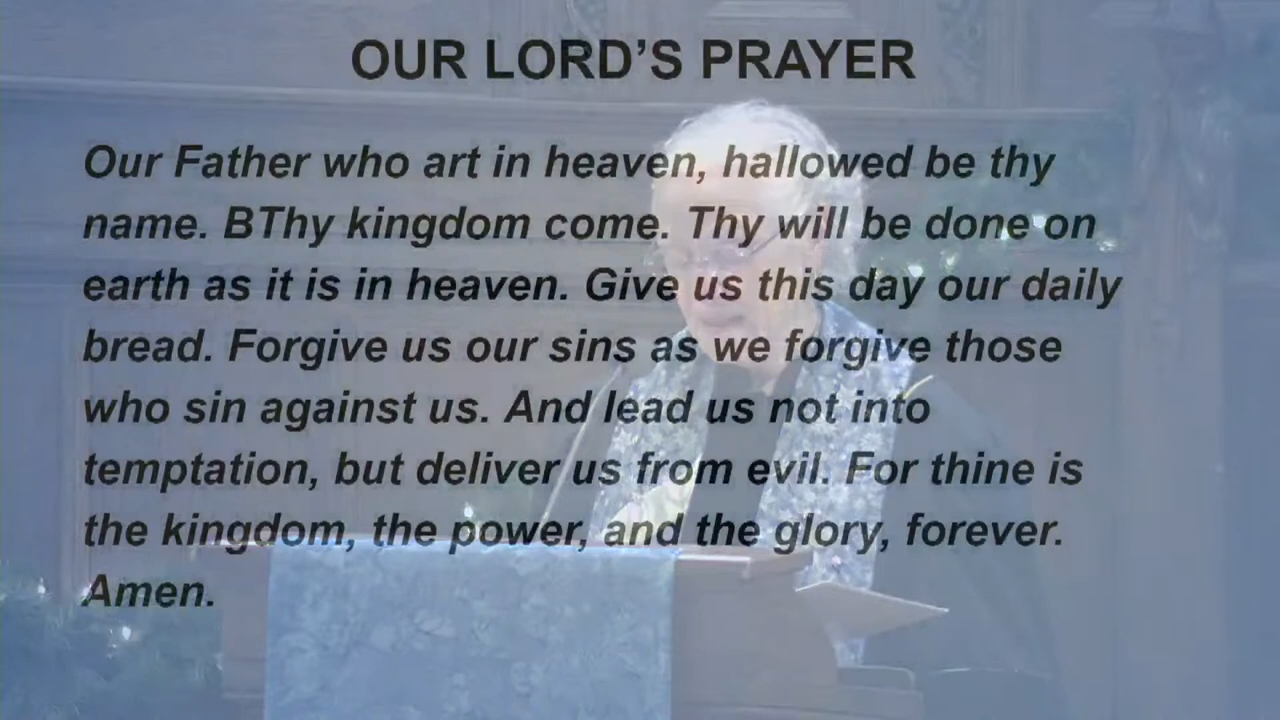 OUR LORD'S PRAYER
Our Father who art in heaven, hallowed be thy
name. BThy kingdom come. Thy will be done on
earth as it is in heaven. Give us this day our daily
bread. Forgive us our sins as we forgive those
who sin against us. And lead us not into
temptation, but deliver us from evil. For thine is
the kingdom, the power, and the glory, forever.
Amen.